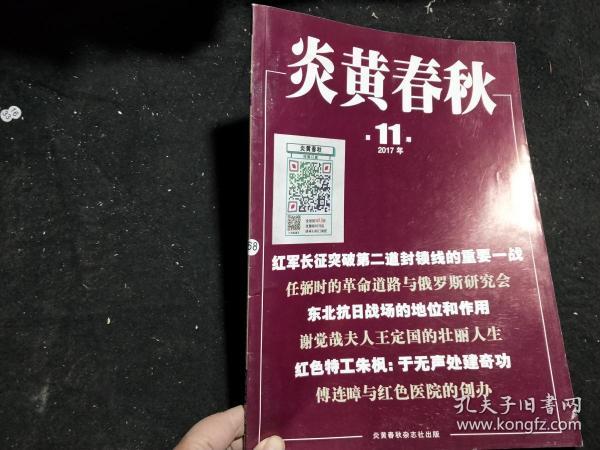 炎黄春秋
第11期
2017年
炎黄春秋
68
红军长征突破第二道封锁线的重要一战
任弼时的革命道路与俄罗斯研究会
东北抗日战场的地位和作用
谢觉哉夫人王定国的壮丽人生
红色特工朱枫：于无声处建奇功
傅连暲与红色医院的创办
炎黄春秋杂志社出版
孔夫子旧书网
www.kongfz.com